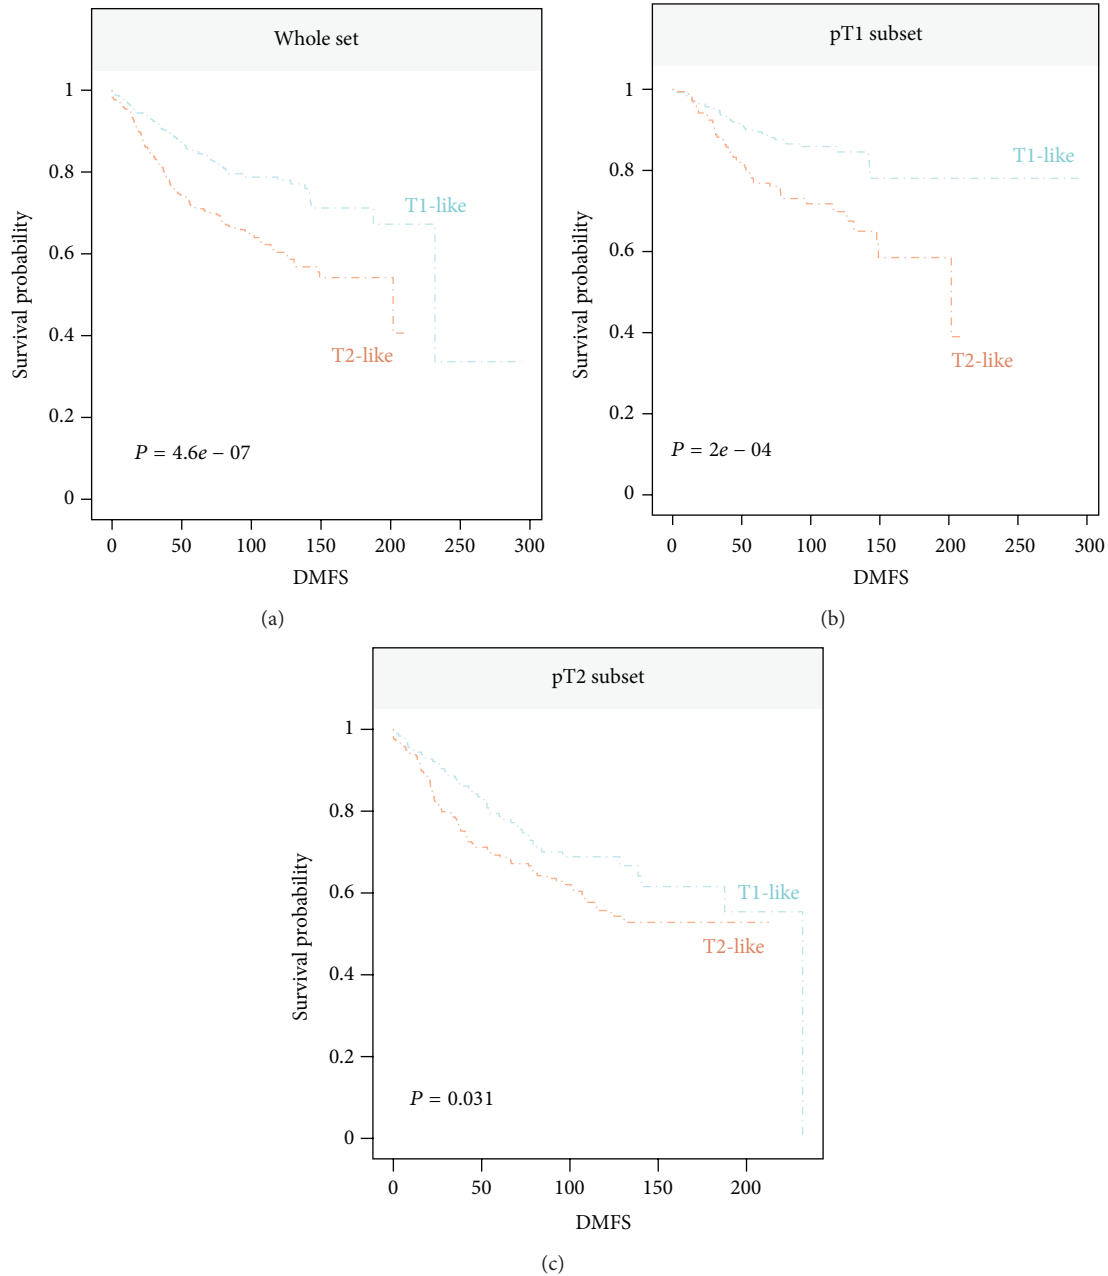 Whole set
1
0.8
0.6
0.4
0.2
0
Survival probability
T1-like
T2-like
P = 4.6e − 07
0 50 100 150 200 250 300
DMFS
(a)
pT1 subset
1
0.8
0.6
0.4
0.2
0
Survival probability
T1-like
T2-like
P = 2e − 04
0 50 100 150 200 250 300
DMFS
(b)
pT2 subset
1
0.8
0.6
0.4
0.2
0
Survival probability
T1-like
T2-like
P = 0.031
0 50 100 150 200
DMFS
(c)